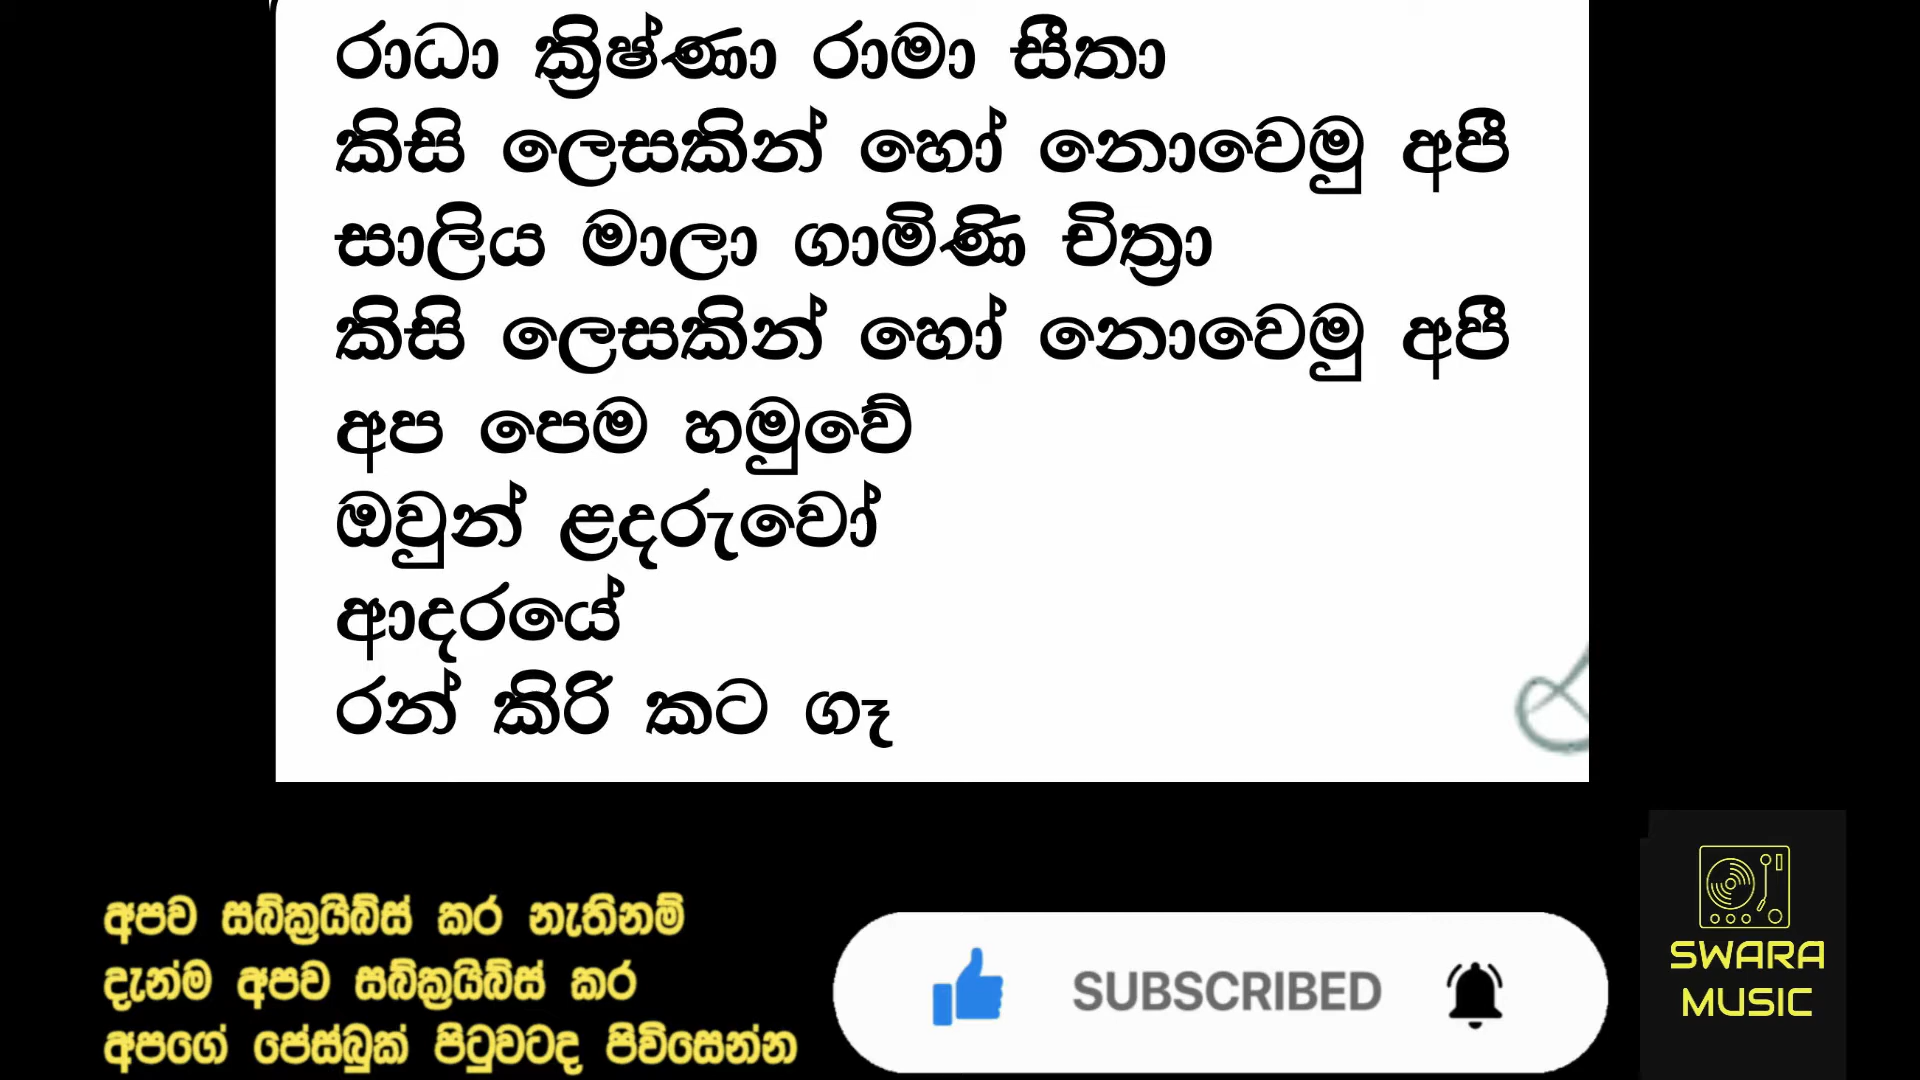 රාධා ක්‍රිෂ්ණා රාමා සීතා
කිසි ලෙසකින් හෝ නොවෙමු අපී
සාලිය මාලා ගාමිණි චිත්‍රා
කිසි ලෙසකින් හෝ නොවෙමු අපී
අප පෙම හමුවේ
ඔවුන් ළදරුවෝ
ආදරයේ
රන් කිරි කට ගෑ
අපව සබ්ක්‍රයිබ්ස් කර නැතිනම්
දැන්ම අපව සබ්ක්‍රයිබ්ස් කර
අපගේ පේස්බුක් පිටුවටද පිවිසෙන්න
SUBSCRIBED
SWARA
MUSIC